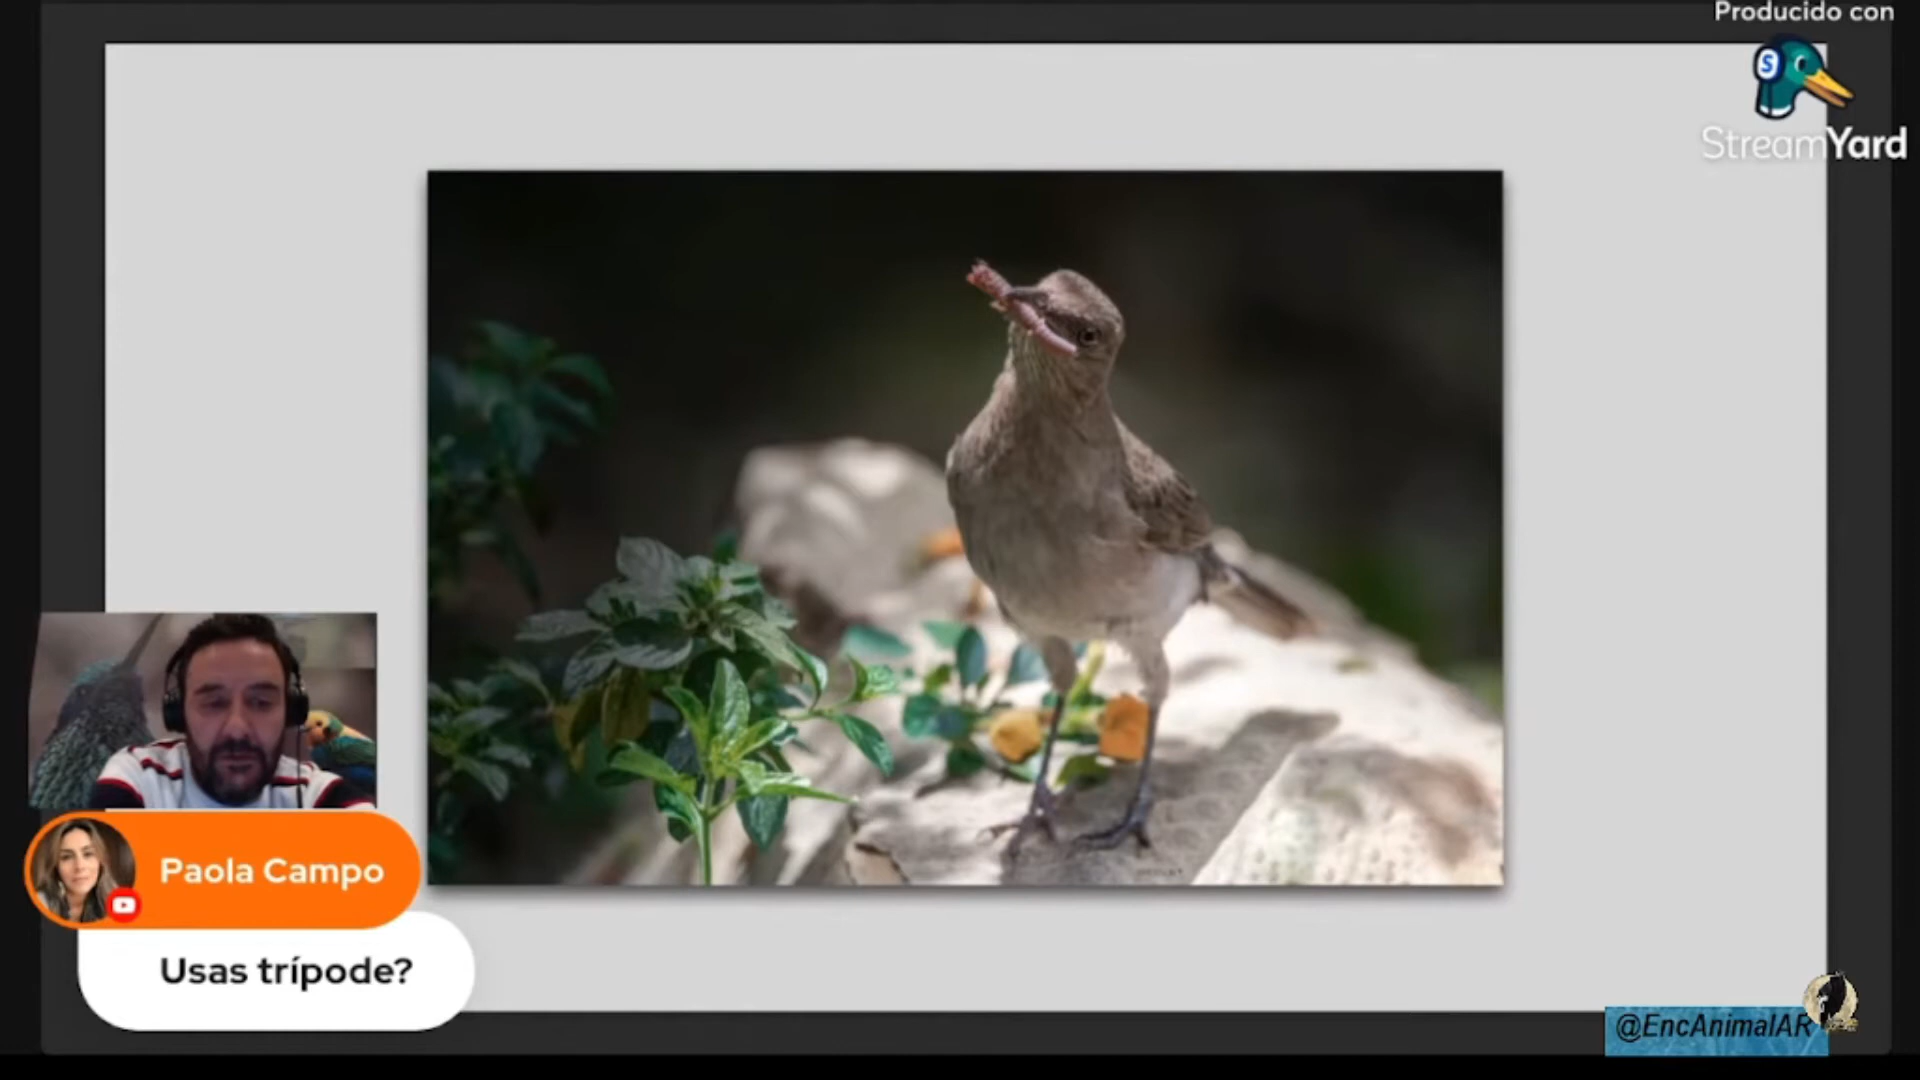 Producido con
S
StreamYard
Paola Campo
Usas trípode?
@EncAnimalAR